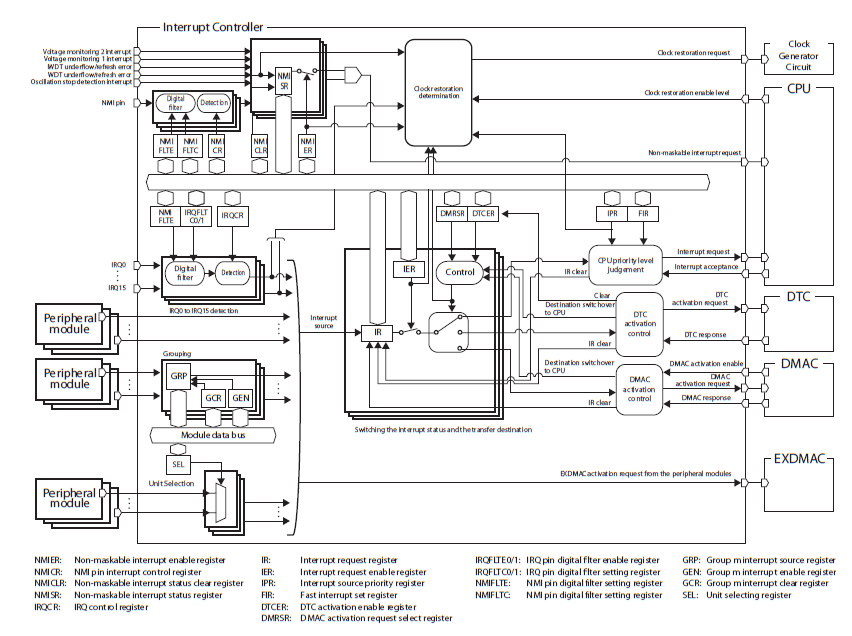 Interrupt Controller
Voltage monitoring 2 interrupt
Voltage monitoring 1 interrupt
IWDT underflow/refresh error
WDT underflow/refresh error
Oscillation stop detection interrupt
NMI pin
Digital
filter
Detection
NMI
SR
NMI
FLTE
NMI
FLTC
NMI
CR
NMI
CLR
NMI
ER
Clock restoration
determination
Clock restoration request
Clock restoration enable level
Non-maskable interrupt request
Clock
Generator
Circuit
CPU
NMI
FLTE
IRQFLT
C0/1
IRQCR
DMRSR
DTCER
IPR
FIR
IRQ0
IRQ15
Digital
filter
Detection
IRQ0 to IRQ15 detection
IER
Control
CPU priority level
judgement
IR clear
Interrupt request
Interrupt acceptance
Peripheral
module
Peripheral
module
Interrupt
source
IR
Clear
Destination switchover
to CPU
IR clear
DTC
activation
control
DTC
activation request
DTC response
DTC
Grouping
GRP
GCR
GEN
Module data bus
Destination switchover
to CPU
IR clear
DMAC
activation
control
DMAC activation enable
DMAC
activation request
DMAC response
DMAC
Switching the interrupt status and the transfer destination
SEL
Unit Selection
Peripheral
module
EXDMAC activation request from the peripheral modules
EXDMAC
NMIER: Non-maskable interrupt enable register
NMICR: NMI pin interrupt control register
NMICLR: Non-maskable interrupt status clear register
NMISR: Non-maskable interrupt status register
IRQCR: IRQ control register
IR: Interrupt request register
IER: Interrupt request enable register
IPR: Interrupt source priority register
FIR: Fast interrupt set register
DTCER: DTC activation enable register
DMRSR: DMAC activation request select register
IRQFLTE0/1: IRQ pin digital filter enable register
IRQFLTC0/1: IRQ pin digital filter setting register
NMIFLTE: NMI pin digital filter setting register
NMIFLTC: NMI pin digital filter setting register
GRP: Group m interrupt source register
GEN: Group m interrupt enable register
GCR: Group m interrupt clear register
SEL: Unit selecting register